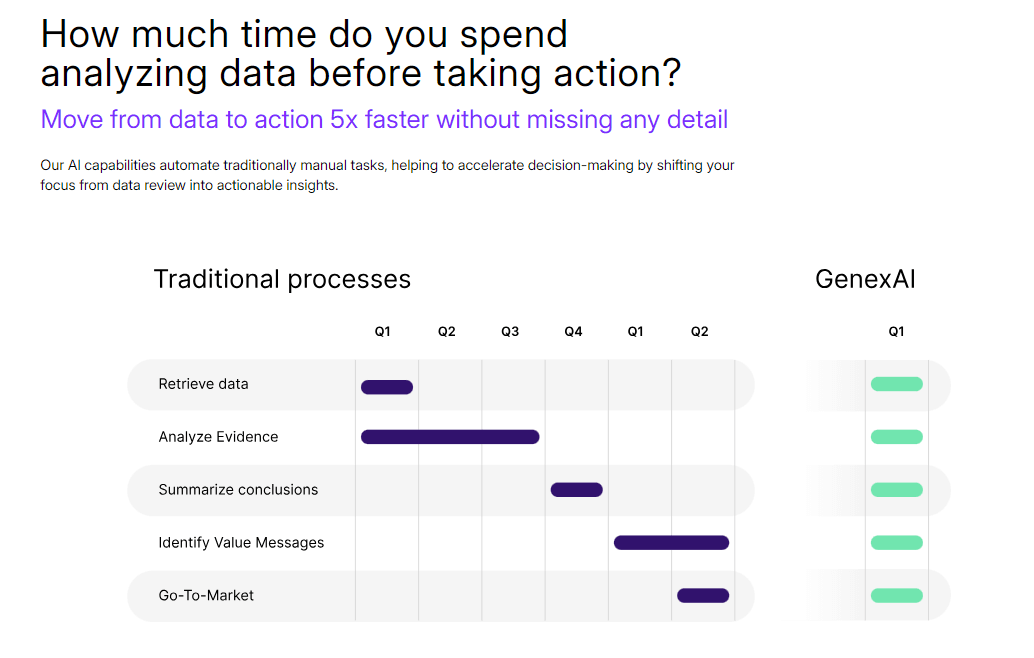 How much time do you spend
analyzing data before taking action?
Move from data to action 5x faster without missing any detail
Our AI capabilities automate traditionally manual tasks, helping to accelerate decision-making by shifting your
focus from data review into actionable insights.
Traditional processes
GenexAI
Q1 Q2 Q3 Q4 Q1 Q2
Q1
Retrieve data
Analyze Evidence
Summarize conclusions
Identify Value Messages
Go-To-Market